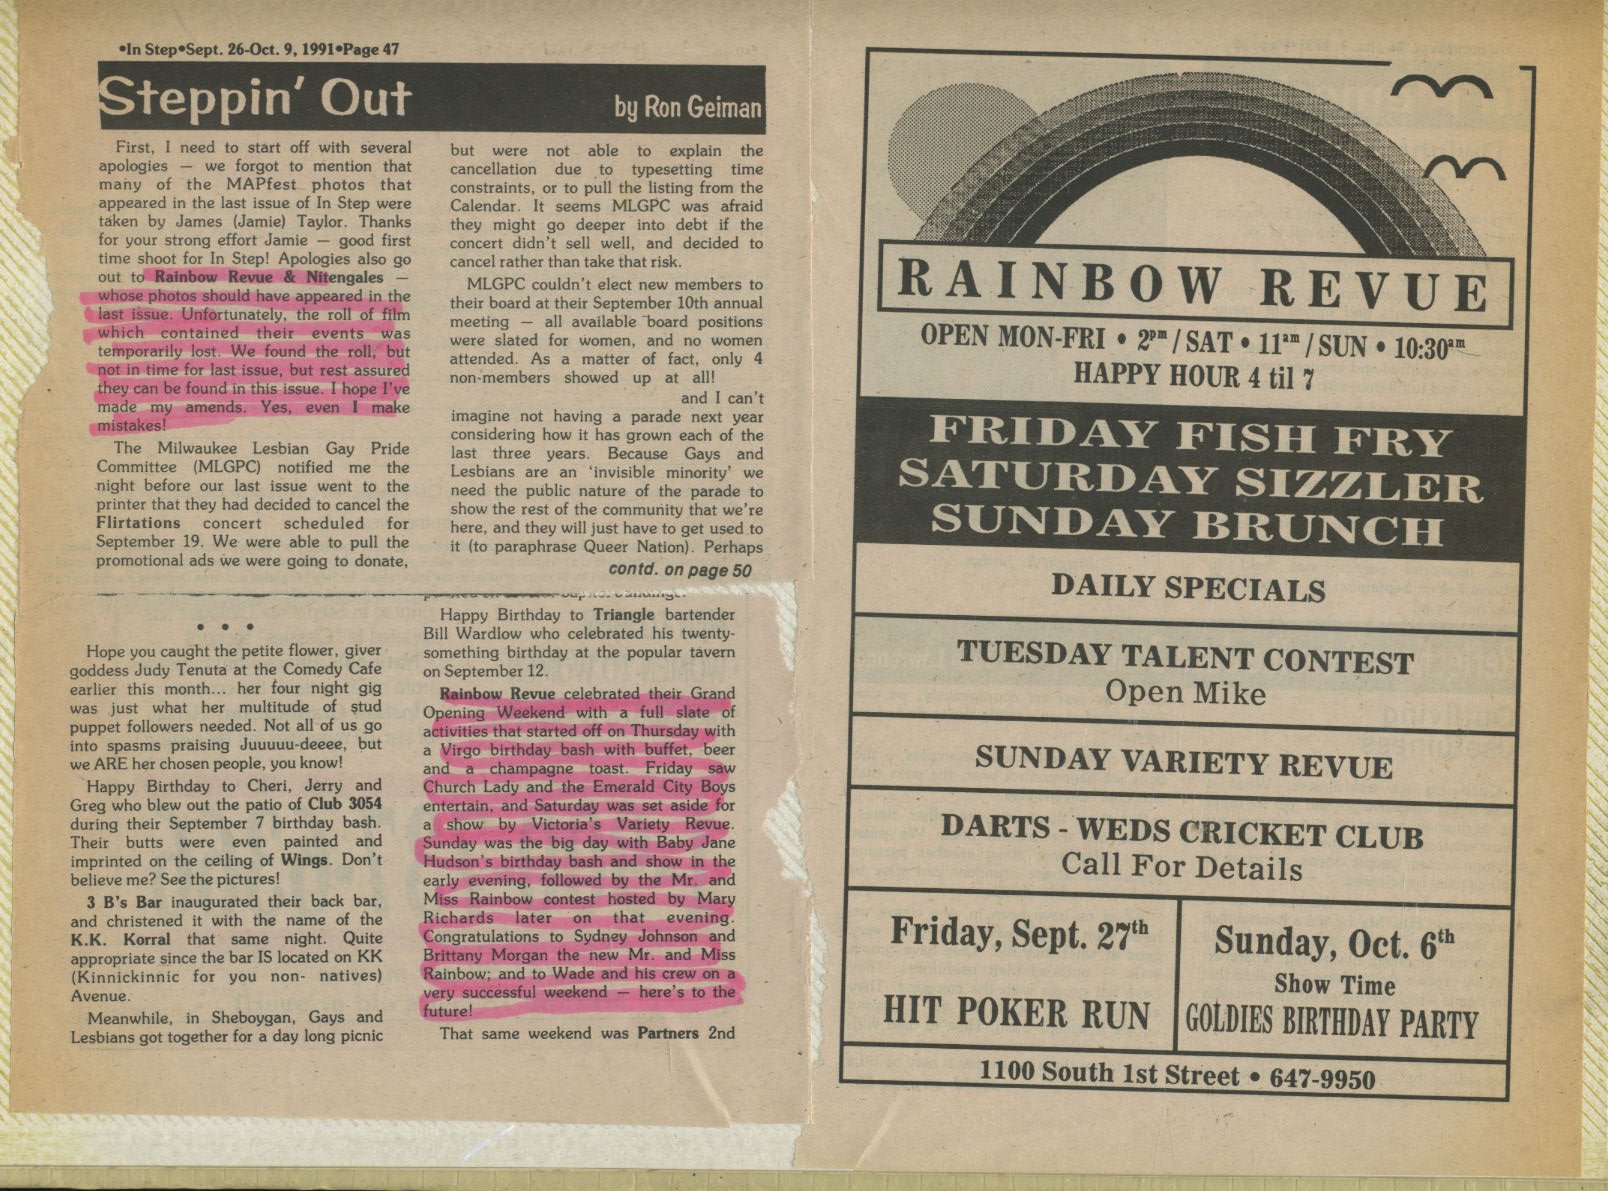 •In Step•Sept. 26-Oct. 9, 1991•Page 47
Steppin' Out
by Ron Geiman
First, I need to start off with several
apologies — we forgot to mention that
many of the MAPfest photos that
appeared in the last issue of In Step were
taken by James (Jamie) Taylor. Thanks
for your strong effort Jamie — good first
time shoot for In Step! Apologies also go
out to Rainbow Revue & Nitengales —
whose photos should have appeared in the
last issue. Unfortunately, the roll of film
which contained their events was
temporarily lost. We found the roll, but
not in time for last issue, but rest assured
they can be found in this issue. I hope I've
made my amends. Yes, even I make
mistakes!
The Milwaukee Lesbian Gay Pride
Committee (MLGPC) notified me the
night before our last issue went to the
printer that they had decided to cancel the
Flirtations concert scheduled for
September 19. We were able to pull the
promotional ads we were going to donate,
but were not able to explain the
cancellation due to typesetting time
constraints, or to pull the listing from the
Calendar. It seems MLGPC was afraid
they might go deeper into debt if the
concert didn't sell well, and decided to
cancel rather than take that risk.
MLGPC couldn't elect new members to
their board at their September 10th annual
meeting — all available board positions
were slated for women, and no women
attended. As a matter of fact, only 4
non-members showed up at all!
and I can't
imagine not having a parade next year
considering how it has grown each of the
last three years. Because Gays and
Lesbians are an 'invisible minority' we
need the public nature of the parade to
show the rest of the community that we're
here, and they will just have to get used to
it (to paraphrase Queer Nation). Perhaps
contd. on page 50
• • •
Hope you caught the petite flower, giver
goddess Judy Tenuta at the Comedy Cafe
earlier this month... her four night gig
was just what her multitude of stud
puppet followers needed. Not all of us go
into spasms praising Juuuuu-deeee, but
we ARE her chosen people, you know!
Happy Birthday to Cheri, Jerry and
Greg who blew out the patio of Club 3054
during their September 7 birthday bash.
Their butts were even painted and
imprinted on the ceiling of Wings. Don't
believe me? See the pictures!
3 B's Bar inaugurated their back bar,
and christened it with the name of the
K.K. Korral that same night. Quite
appropriate since the bar IS located on KK
(Kinnickinnic for you non- natives)
Avenue.
Meanwhile, in Sheboygan, Gays and
Lesbians got together for a day long picnic
Happy Birthday to Triangle bartender
Bill Wardlow who celebrated his twenty-
something birthday at the popular tavern
on September 12.
Rainbow Revue celebrated their Grand
Opening Weekend with a full slate of
activities that started off on Thursday with
a Virgo birthday bash with buffet, beer
and a champagne toast. Friday saw
Church Lady and the Emerald City Boys
entertain, and Saturday was set aside for
a show by Victoria's Variety Revue.
Sunday was the big day with Baby Jane
Hudson's birthday bash and show in the
early evening, followed by the Mr. and
Miss Rainbow contest hosted by Mary
Richards later on that evening.
Congratulations to Sydney Johnson and
Brittany Morgan the new Mr. and Miss
Rainbow; and to Wade and his crew on a
very successful weekend — here's to the
future!
That same weekend was Partners 2nd
RAINBOW REVUE
OPEN MON-FRI • 2pm / SAT • 11am / SUN • 10:30am
HAPPY HOUR 4 til 7
FRIDAY FISH FRY
SATURDAY SIZZLER
SUNDAY BRUNCH
DAILY SPECIALS
TUESDAY TALENT CONTEST
Open Mike
SUNDAY VARIETY REVUE
DARTS - WEDS CRICKET CLUB
Call For Details
Friday, Sept. 27th
HIT POKER RUN
Sunday, Oct. 6th
Show Time
GOLDIES BIRTHDAY PARTY
1100 South 1st Street • 647-9950